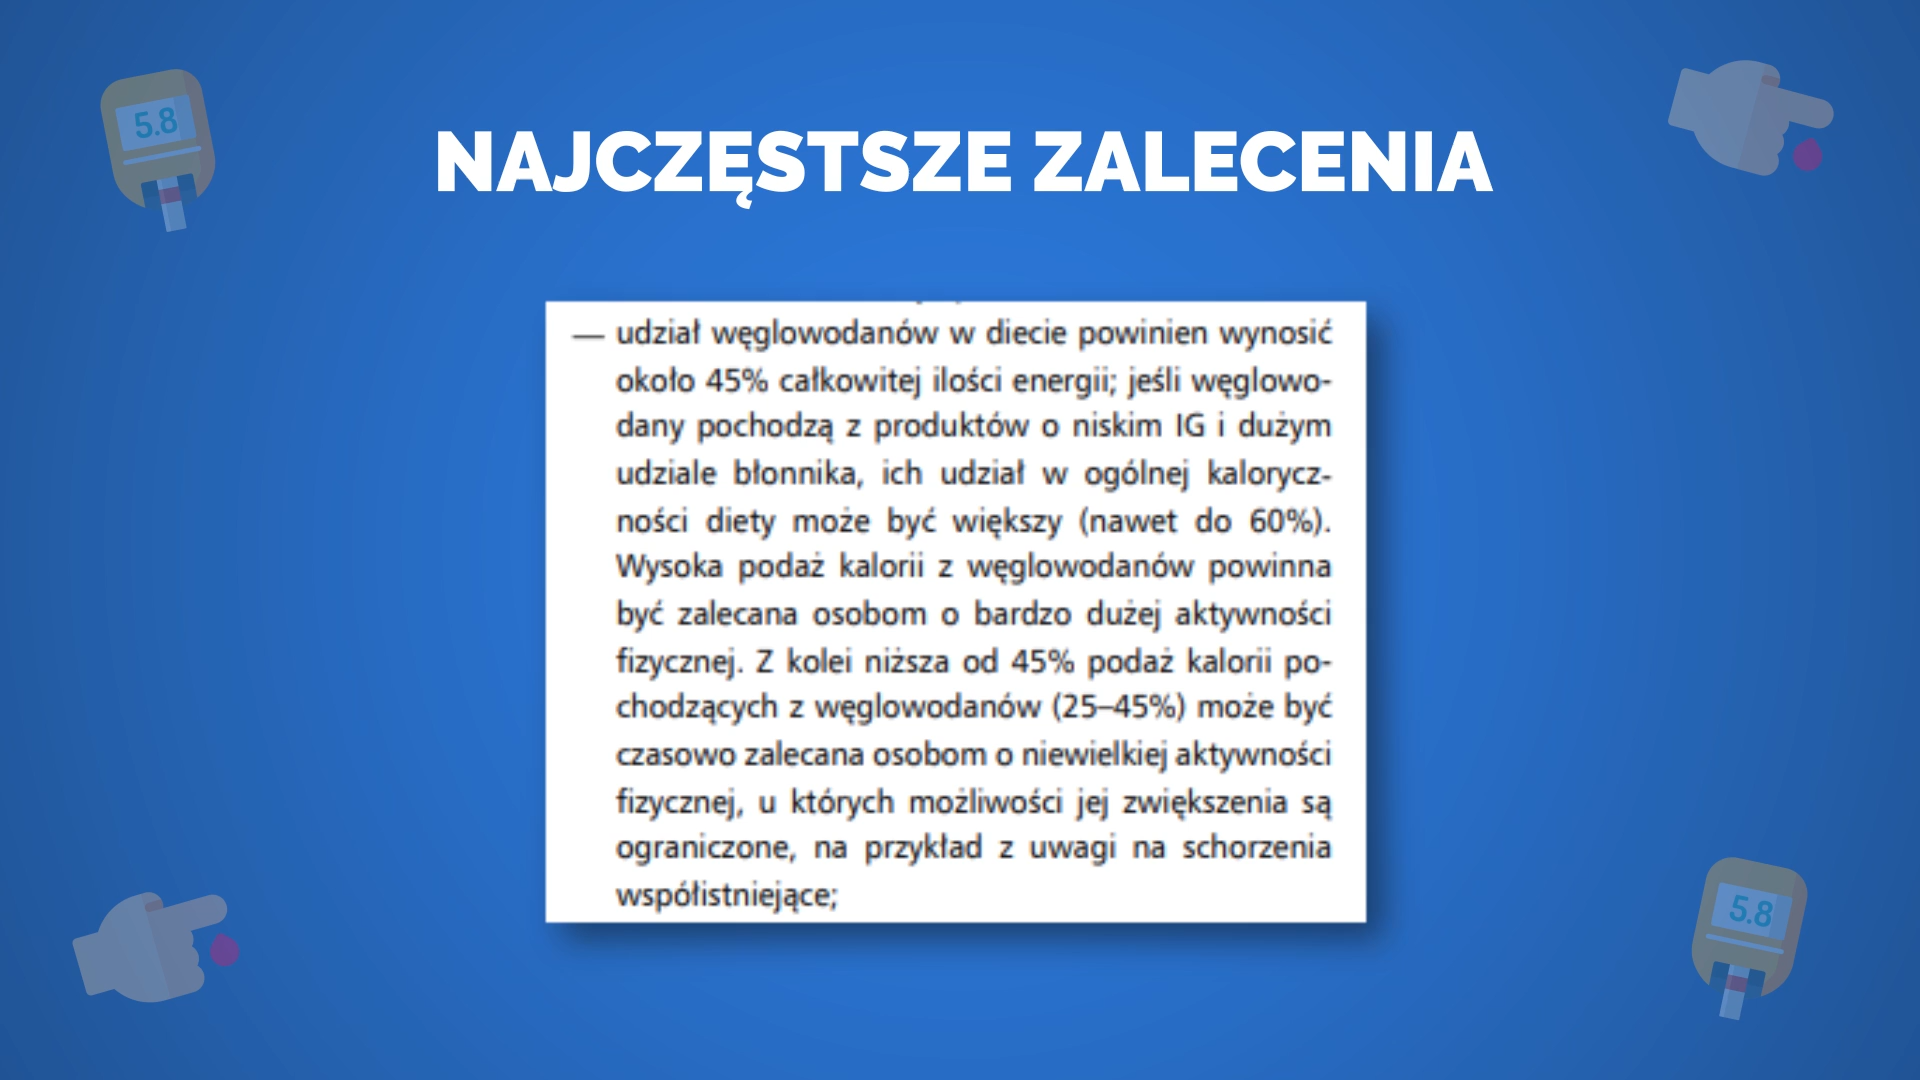 5.8
NAJCZĘSTSZE ZALECENIA
— udział węglowodanów w diecie powinien wynosić
około 45% całkowitej ilości energii; jeśli węglowo-
dany pochodzą z produktów o niskim IG i dużym
udziale błonnika, ich udział w ogólnej kalorycz-
ności diety może być większy (nawet do 60%).
Wysoka podaż kalorii z węglowodanów powinna
być zalecana osobom o bardzo dużej aktywności
fizycznej. Z kolei niższa od 45% podaż kalorii po-
chodzących z węglowodanów (25–45%) może być
czasowo zalecana osobom o niewielkiej aktywności
fizycznej, u których możliwości jej zwiększenia są
ograniczone, na przykład z uwagi na schorzenia
współistniejące;
5.8